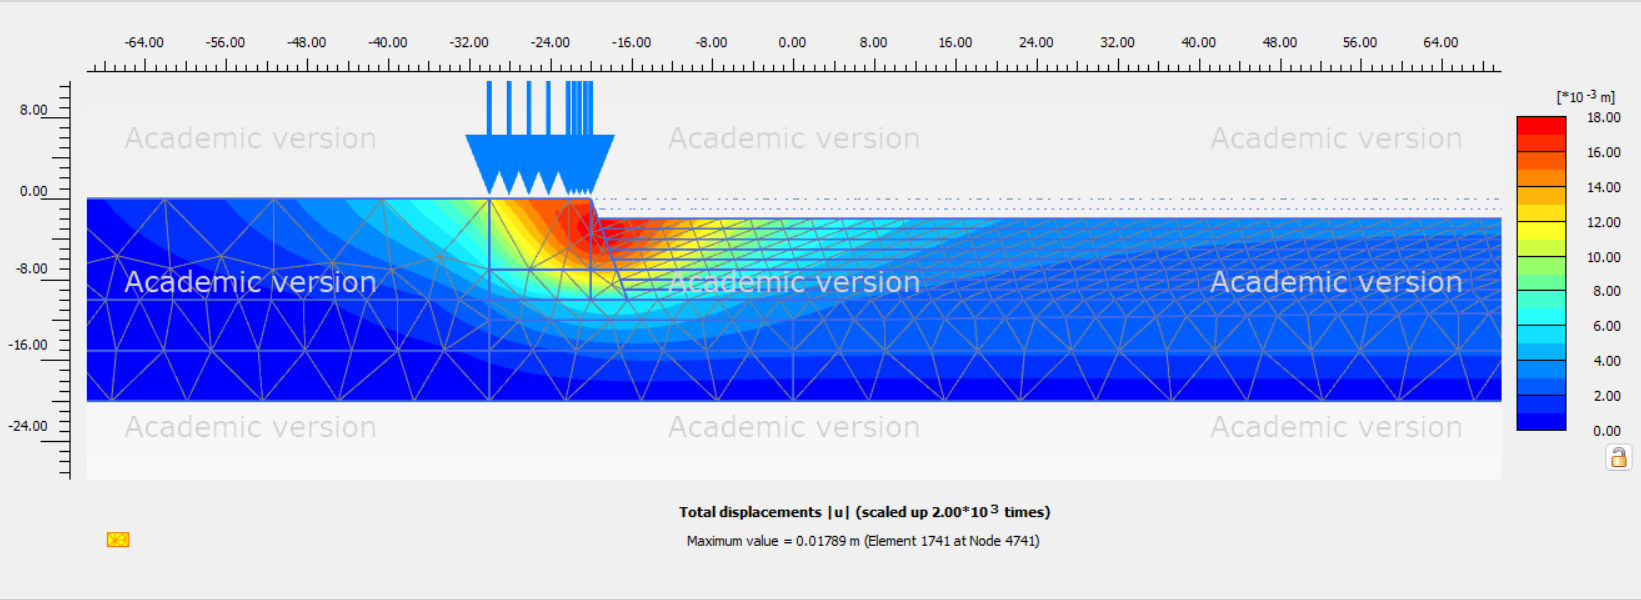 -64.00 -56.00 -48.00 -40.00 -32.00 -24.00 -16.00 -8.00 0.00 8.00 16.00 24.00 32.00 40.00 48.00 56.00 64.00
[*10 -3 m]
8.00
18.00
Academic version Academic version Academic version
16.00
0.00
14.00
12.00
-8.00
10.00
Academic version Academic version Academic version
8.00
6.00
-16.00
4.00
2.00
-24.00
0.00
Academic version Academic version Academic version
Total displacements |u| (scaled up 2.00*10 3 times)
Maximum value = 0.01789 m (Element 1741 at Node 4741)